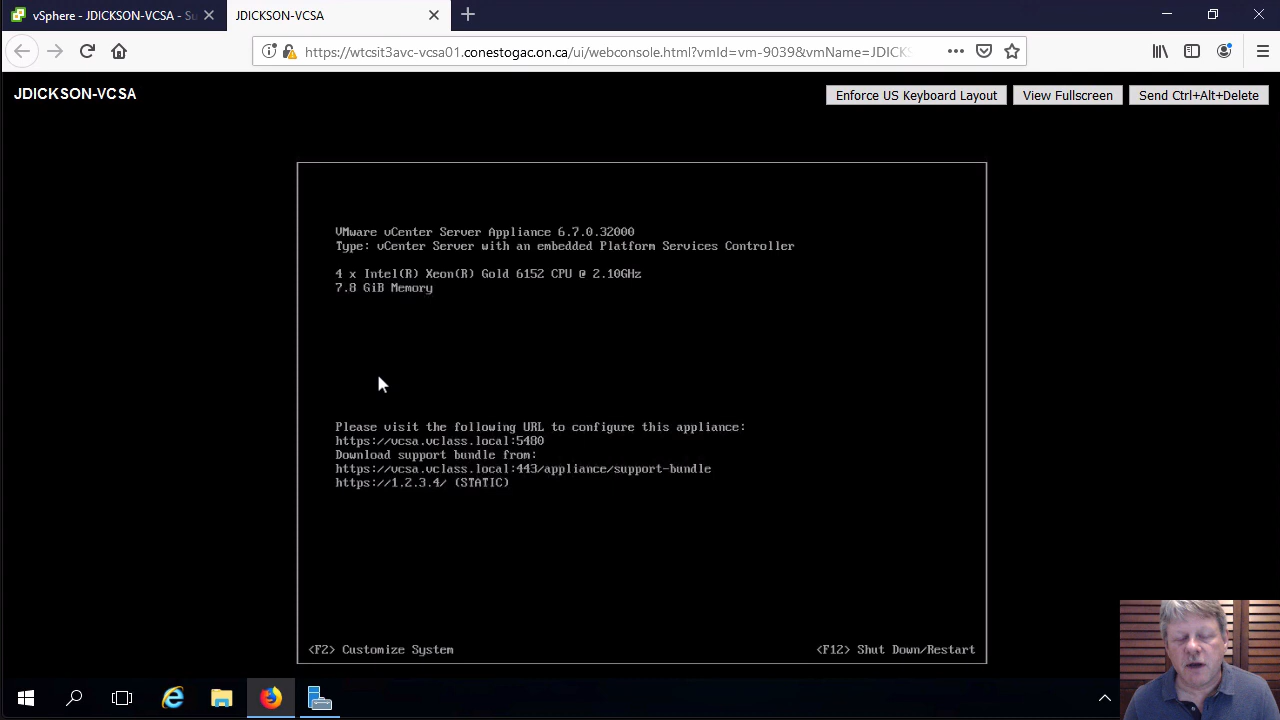 vSphere - JDICKSON-VCSA - Su
JDICKSON-VCSA
https://wtcsit3avc-vcsa01.conestogac.on.ca/ui/webconsole.html?vmId=vm-9039&vmName=JDICKS
JDICKSON-VCSA
Enforce US Keyboard Layout
View Fullscreen
Send Ctrl+Alt+Delete
VMware vCenter Server Appliance 6.7.0.32000
Type: vCenter Server with an embedded Platform Services Controller
4 x Intel(R) Xeon(R) Gold 6152 CPU @ 2.10GHz
7.8 GiB Memory
Please visit the following URL to configure this appliance:
https://vcsa.vclass.local:5480
Download support bundle from:
https://vcsa.vclass.local:443/appliance/support-bundle
https://1.2.3.4/ (STATIC)
<F2> Customize System
<F12> Shut Down/Restart